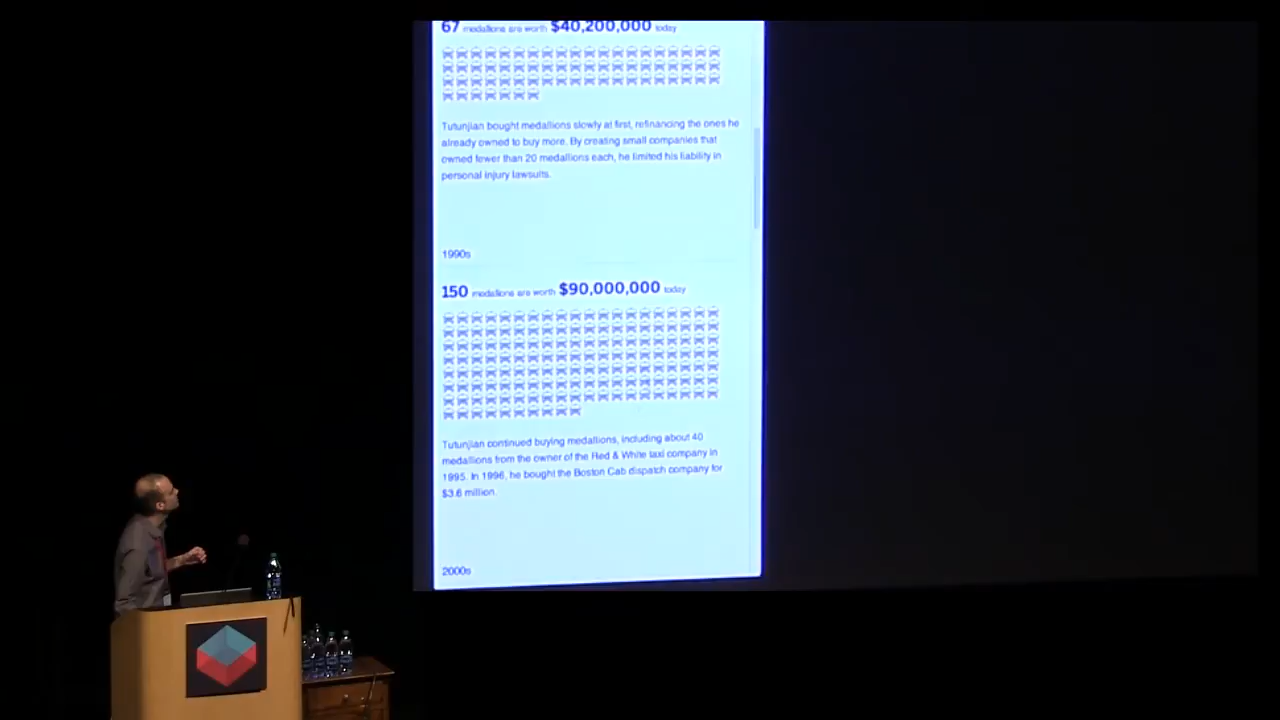 67 medallions are worth $40,200,000 today
Tutunjian bought medallions slowly at first, refinancing the ones he
already owned to buy more. By creating small companies that
owned fewer than 20 medallions each, he limited his liability in
personal injury lawsuits.
1990s
150 medallions are worth $90,000,000 today
Tutunjian continued buying medallions, including about 40
medallions from the owner of the Red & White taxi company in
1995. In 1996, he bought the Boston Cab dispatch company for
$3.6 million.
2000s